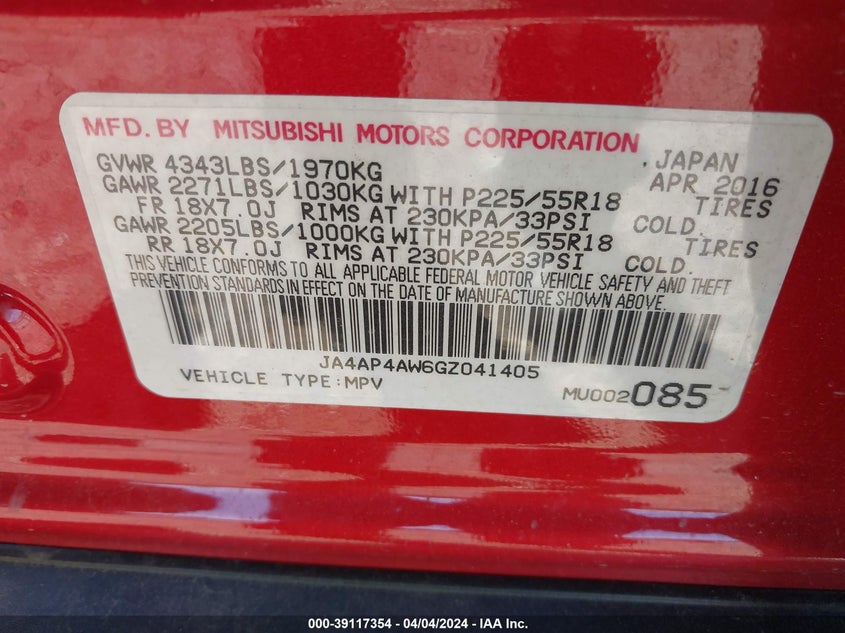 MFD. BY MITSUBISHI MOTORS CORPORATION
GVWR 4343LBS/1970KG JAPAN
GAWR 2271LBS/1030KG WITH P225/55R18 APR 2016
FR 18X7.0J RIMS AT 230KPA/33PSI TIRES COLD.
GAWR 2205LBS/1000KG WITH P225/55R18
RR 18X7.0J RIMS AT 230KPA/33PSI TIRES COLD.
THIS VEHICLE CONFORMS TO ALL APPLICABLE FEDERAL MOTOR VEHICLE SAFETY AND THEFT
PREVENTION STANDARDS IN EFFECT ON THE DATE OF MANUFACTURE SHOWN ABOVE.
JA4AP4AW6GZ041405
VEHICLE TYPE:MPV MU002085
000-39117354 - 04/04/2024 - IAA Inc.